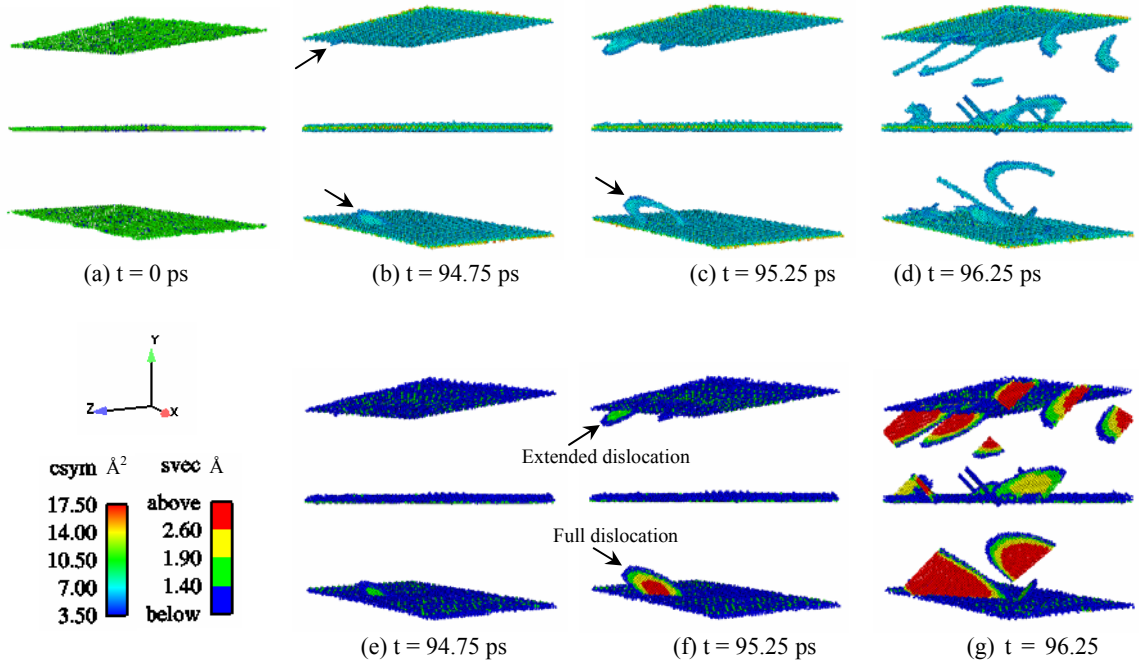 (a) t = 0 ps
(b) t = 94.75 ps
(c) t = 95.25 ps
(d) t = 96.25 ps
Y
Z
X
csym Å²
17.50
14.00
10.50
7.00
3.50
svec Å
above
2.60
1.90
1.40
below
Extended dislocation
Full dislocation
(e) t = 94.75 ps
(f) t = 95.25 ps
(g) t = 96.25